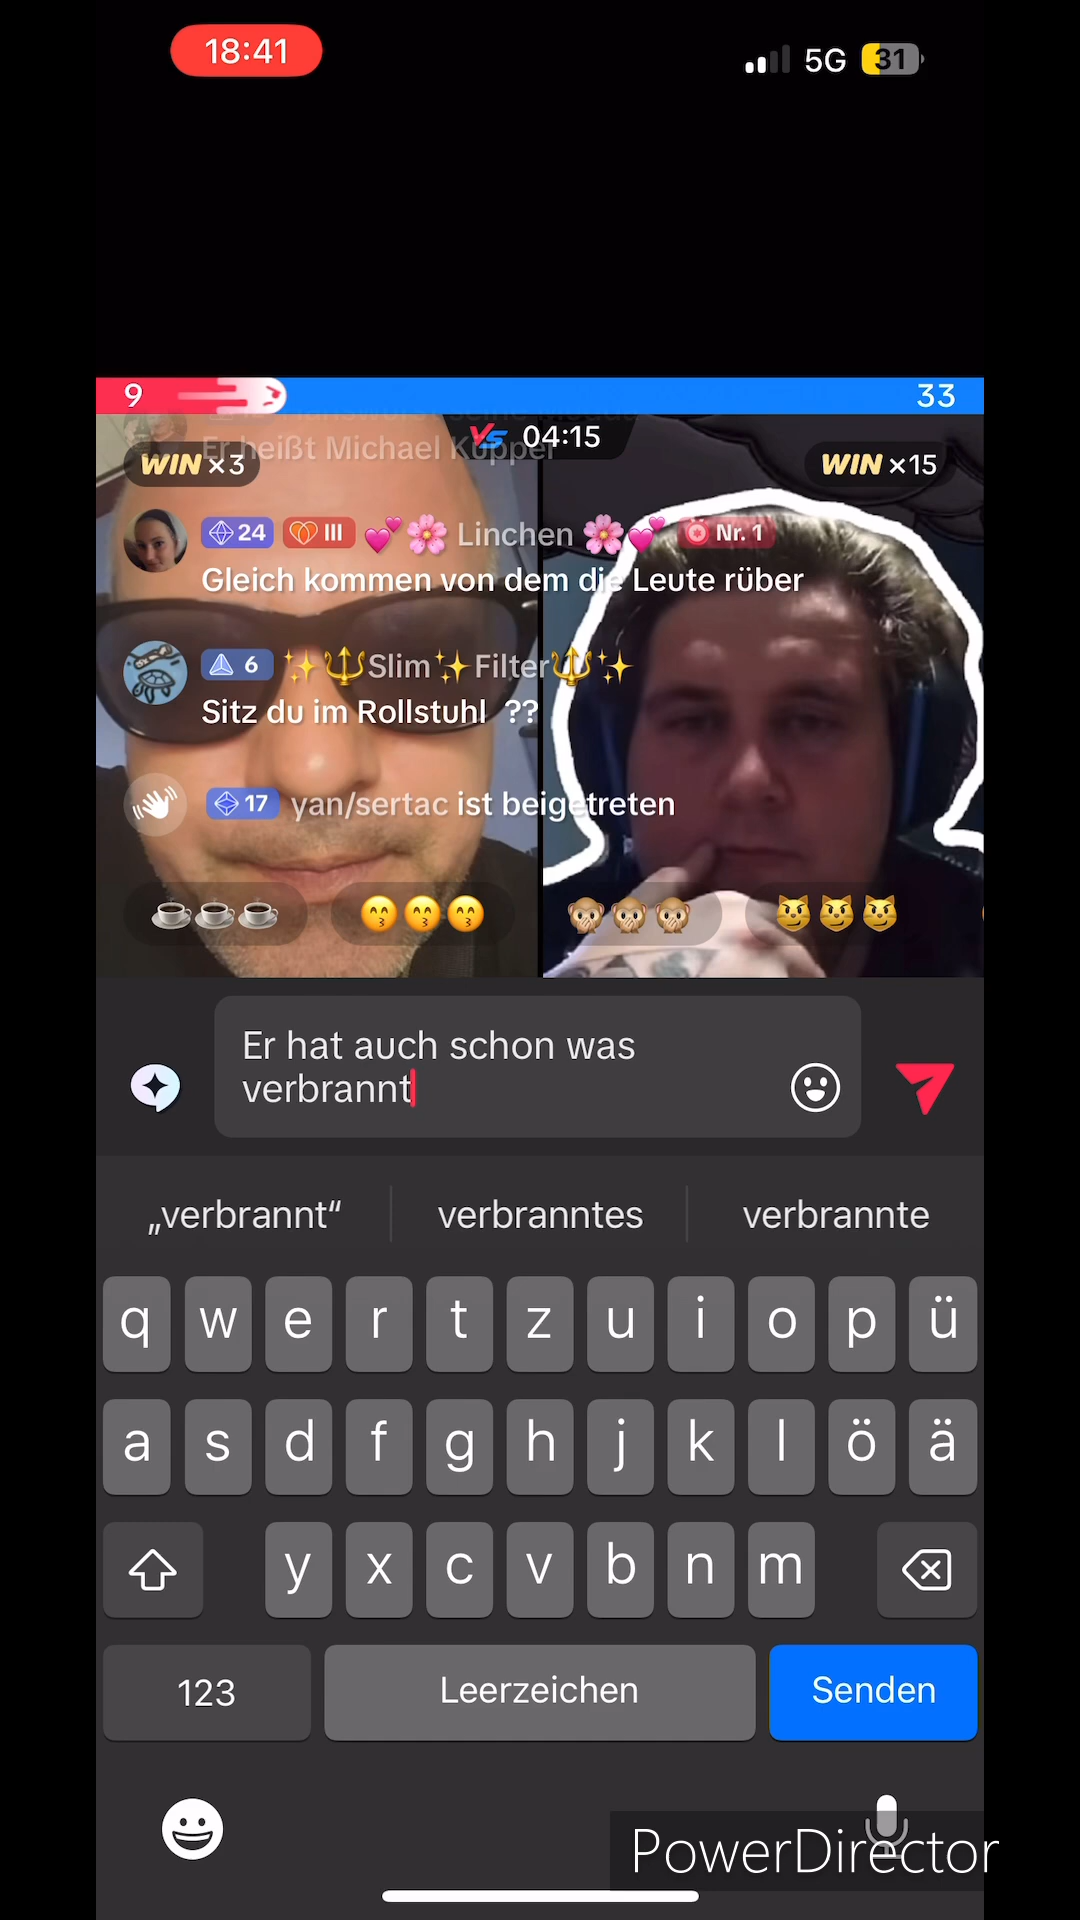 18:41
5G 31
9
33
VS 04:15
Er heißt Michael Küpper
WIN ×3
WIN ×15
24 III Linchen Nr. 1
Gleich kommen von dem die Leute rüber
6 Slim Filter
Sitz du im Rollstuhl ??
17 yan/sertac ist beigetreten
Er hat auch schon was
verbrannt
„verbrannt“ verbranntes verbrannte
q w e r t z u i o p ü
a s d f g h j k l ö ä
y x c v b n m
123 Leerzeichen Senden
PowerDirector